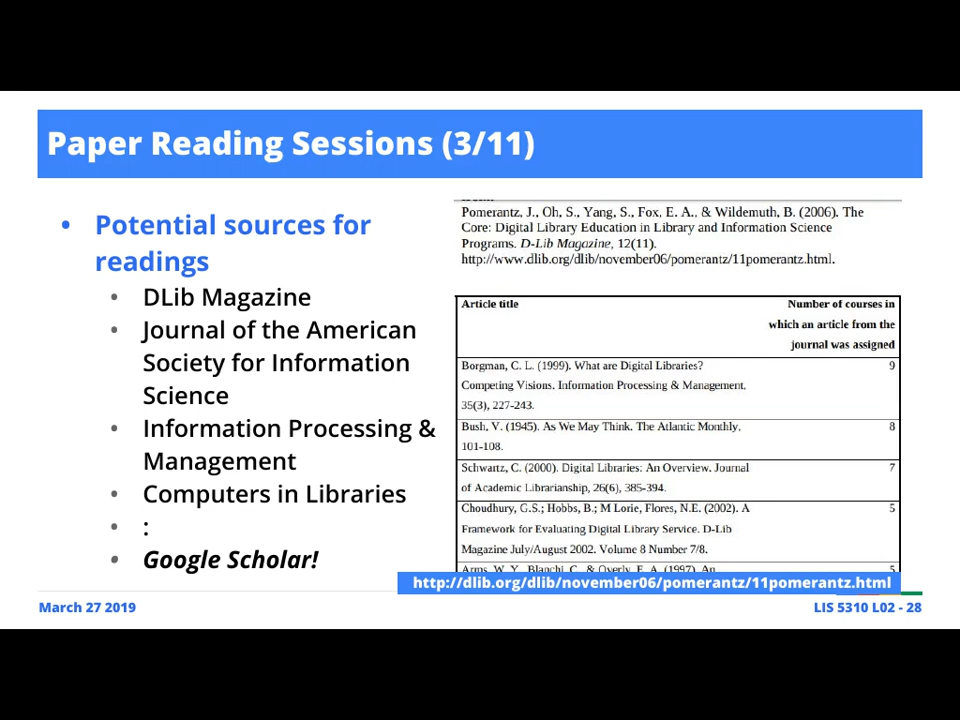 Paper Reading Sessions (3/11)
• Potential sources for
readings
• DLib Magazine
• Journal of the American
Society for Information
Science
• Information Processing &
Management
• Computers in Libraries
• :
• Google Scholar!
Pomerantz, J., Oh, S., Yang, S., Fox, E. A., & Wildemuth, B. (2006). The
Core: Digital Library Education in Library and Information Science
Programs. D-Lib Magazine, 12(11).
http://www.dlib.org/dlib/november06/pomerantz/11pomerantz.html.
Article title
Number of courses in
which an article from the
journal was assigned
Borgman, C. L. (1999). What are Digital Libraries? 9
Competing Visions. Information Processing & Management,
35(3), 227-243.
Bush, V. (1945). As We May Think. The Atlantic Monthly, 8
101-108.
Schwartz, C. (2000). Digital Libraries: An Overview. Journal 7
of Academic Librarianship, 26(6), 385-394.
Choudhury, G.S.; Hobbs, B.; M Lorie, Flores, N.E. (2002). A 5
Framework for Evaluating Digital Library Service. D-Lib
Magazine July/August 2002. Volume 8 Number 7/8.
Arms, W. Y., Blanchi, C., & Overly, E. A. (1997). An 5
http://dlib.org/dlib/november06/pomerantz/11pomerantz.html
March 27 2019
LIS 5310 L02 - 28